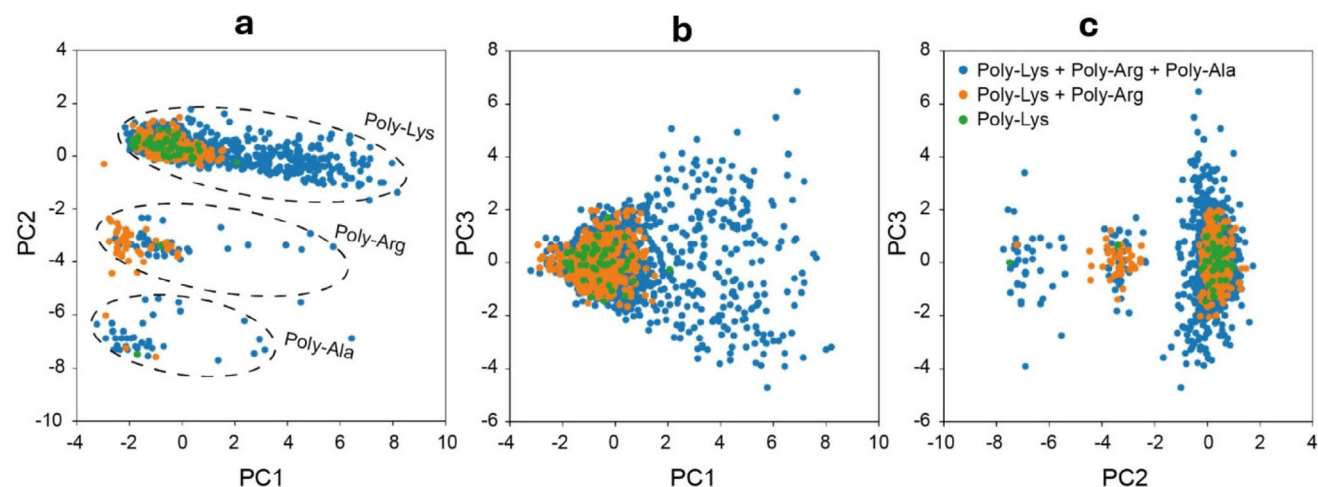 a
b
c
4
2
0
-2
-4
-6
-8
-10
PC2
Poly-Lys
Poly-Arg
Poly-Ala
-4 -2 0 2 4 6 8 10
PC1
8
6
4
2
0
-2
-4
-6
PC3
-4 -2 0 2 4 6 8 10
PC1
8
6
4
2
0
-2
-4
-6
PC3
Poly-Lys + Poly-Arg + Poly-Ala
Poly-Lys + Poly-Arg
Poly-Lys
-10 -8 -6 -4 -2 0 2 4
PC2